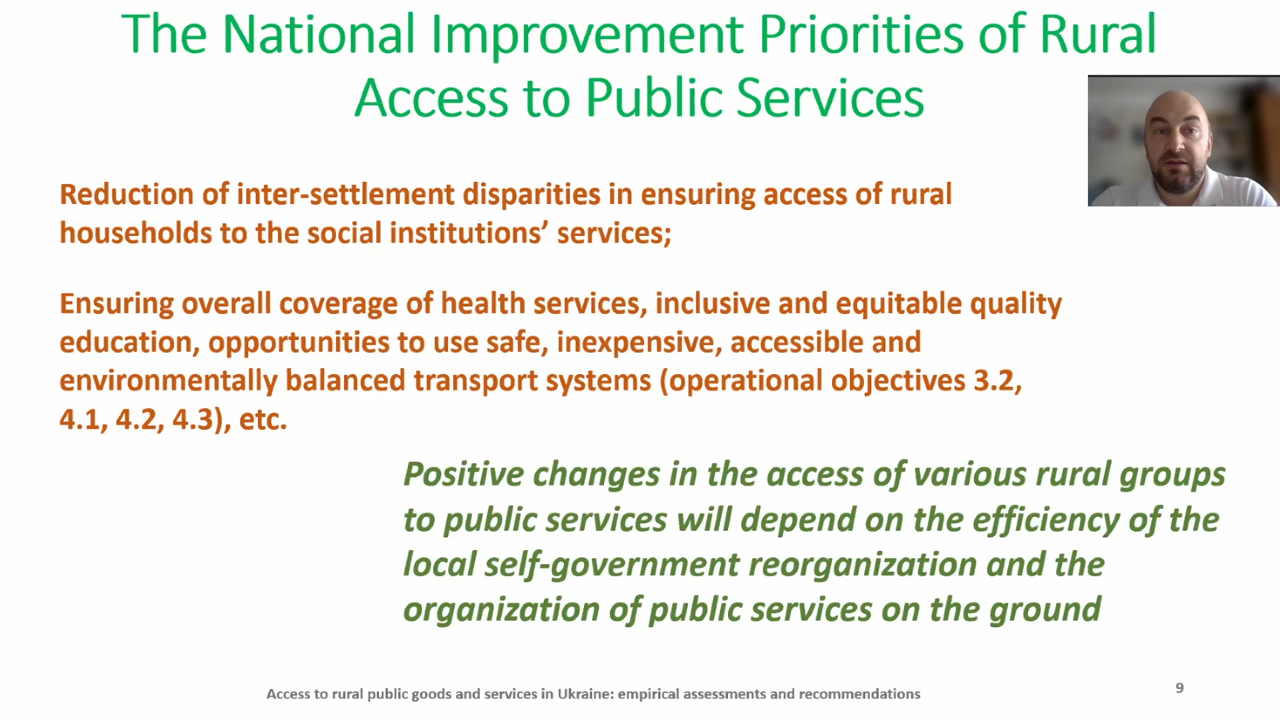 The National Improvement Priorities of Rural
Access to Public Services
Reduction of inter-settlement disparities in ensuring access of rural
households to the social institutions’ services;
Ensuring overall coverage of health services, inclusive and equitable quality
education, opportunities to use safe, inexpensive, accessible and
environmentally balanced transport systems (operational objectives 3.2,
4.1, 4.2, 4.3), etc.
Positive changes in the access of various rural groups
to public services will depend on the efficiency of the
local self-government reorganization and the
organization of public services on the ground
Access to rural public goods and services in Ukraine: empirical assessments and recommendations
9